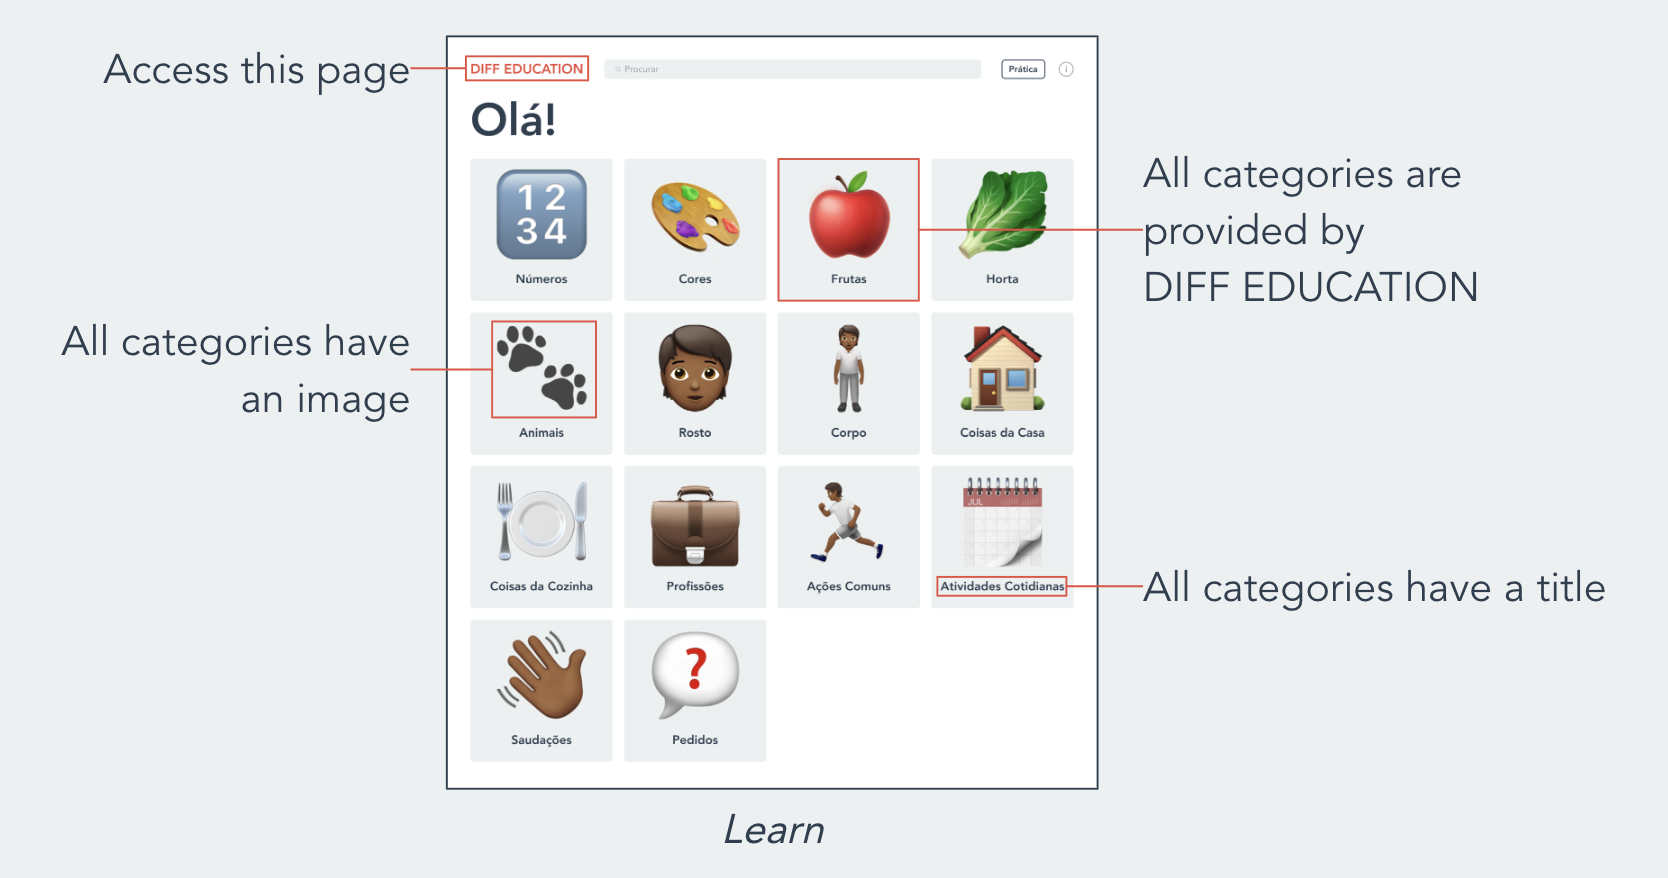 Access this page
DIFF EDUCATION
Procurar
Prática
i
Olá!
1 2
3 4
Números
Cores
Frutas
Horta
All categories are
provided by
DIFF EDUCATION
All categories have
an image
Animais
Rosto
Corpo
Coisas da Casa
JUL
Coisas da Cozinha
Profissões
Ações Comuns
Atividades Cotidianas
All categories have a title
?
Saudações
Pedidos
Learn